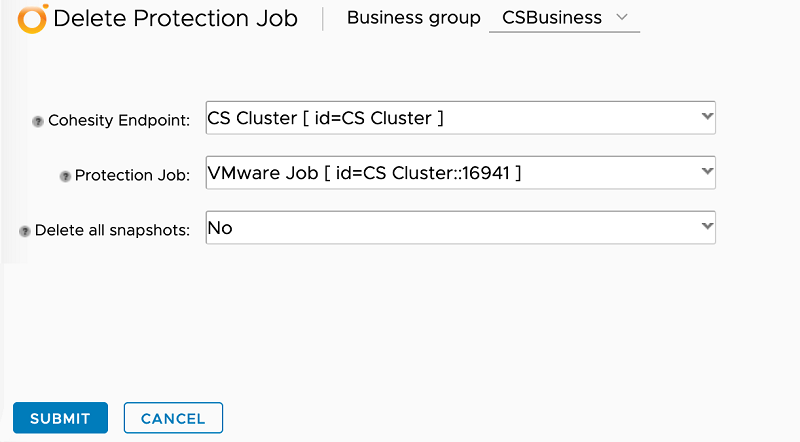 Delete Protection Job Business group CSBusiness
? Cohesity Endpoint: CS Cluster [ id=CS Cluster ]
? Protection Job: VMware Job [ id=CS Cluster::16941 ]
? Delete all snapshots: No
SUBMIT CANCEL